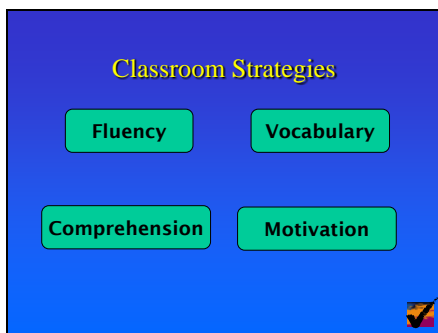 Classroom Strategies
Fluency Vocabulary
Comprehension Motivation